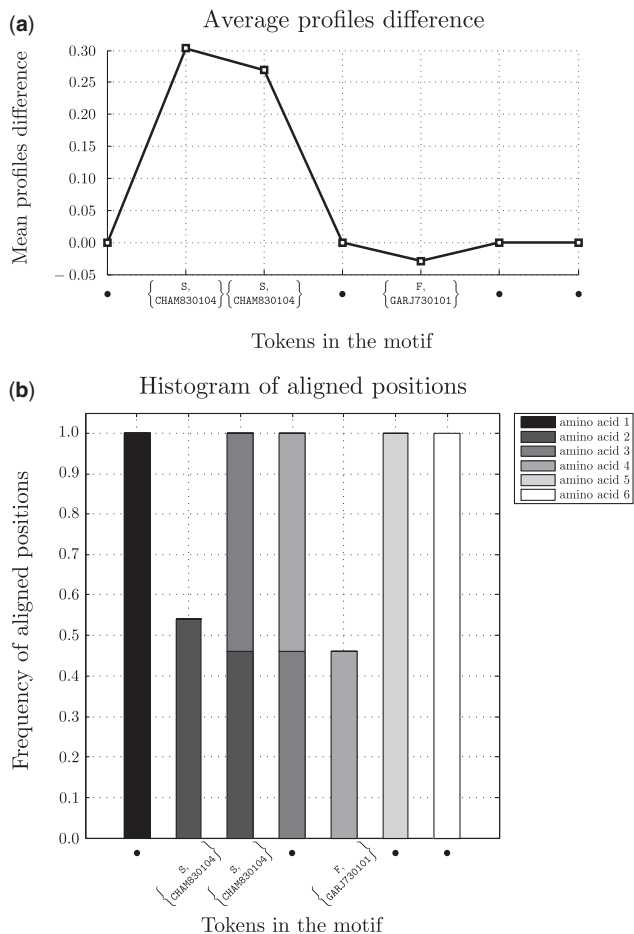 (a)
Average profiles difference
Mean profiles difference
0.30
0.25
0.20
0.15
0.10
0.05
0.00
−0.05
• { S, CHAM830104 } { S, CHAM830104 } • { F, GARJ730101 } • •
Tokens in the motif
(b)
Histogram of aligned positions
Frequency of aligned positions
1.0
0.9
0.8
0.7
0.6
0.5
0.4
0.3
0.2
0.1
0.0
amino acid 1
amino acid 2
amino acid 3
amino acid 4
amino acid 5
amino acid 6
• { S, CHAM830104 } { S, CHAM830104 } • { F, GARJ730101 } • •
Tokens in the motif